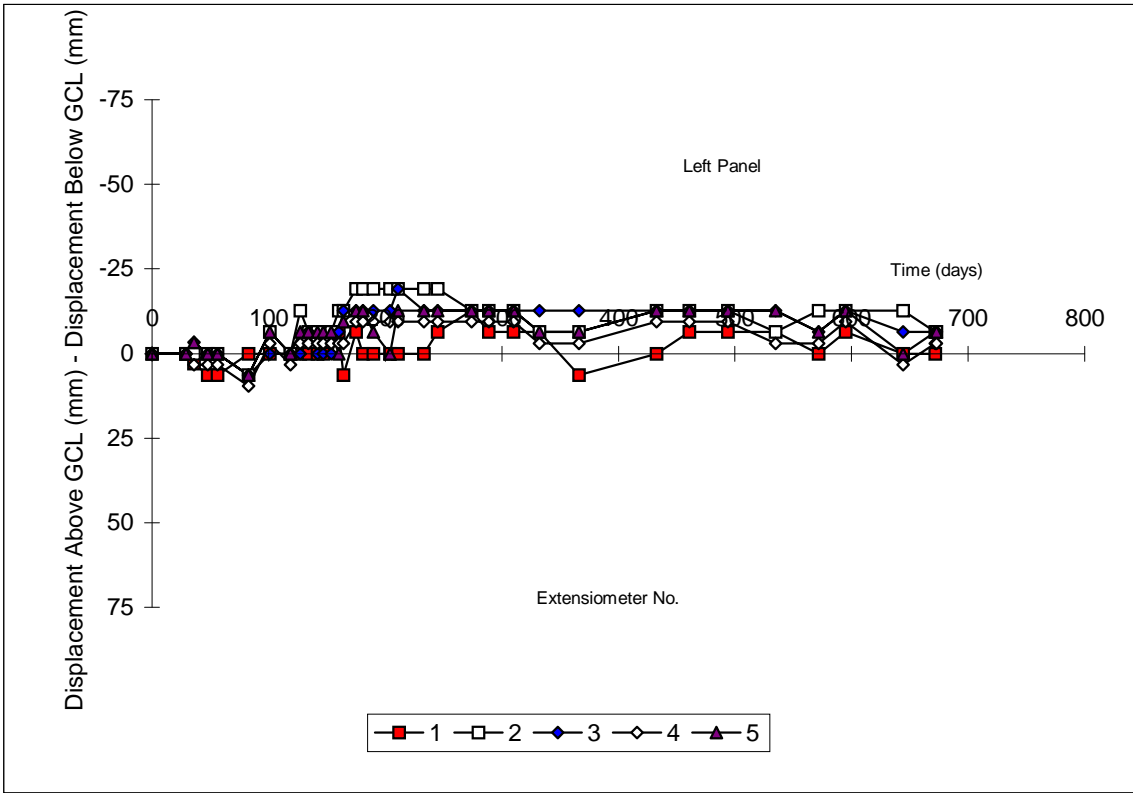 Displacement Above GCL (mm) - Displacement Below GCL (mm)
-75
-50
-25
0
25
50
75
Left Panel
Time (days)
0 100 400 700 800
Extensiometer No.
1 2 3 4 5